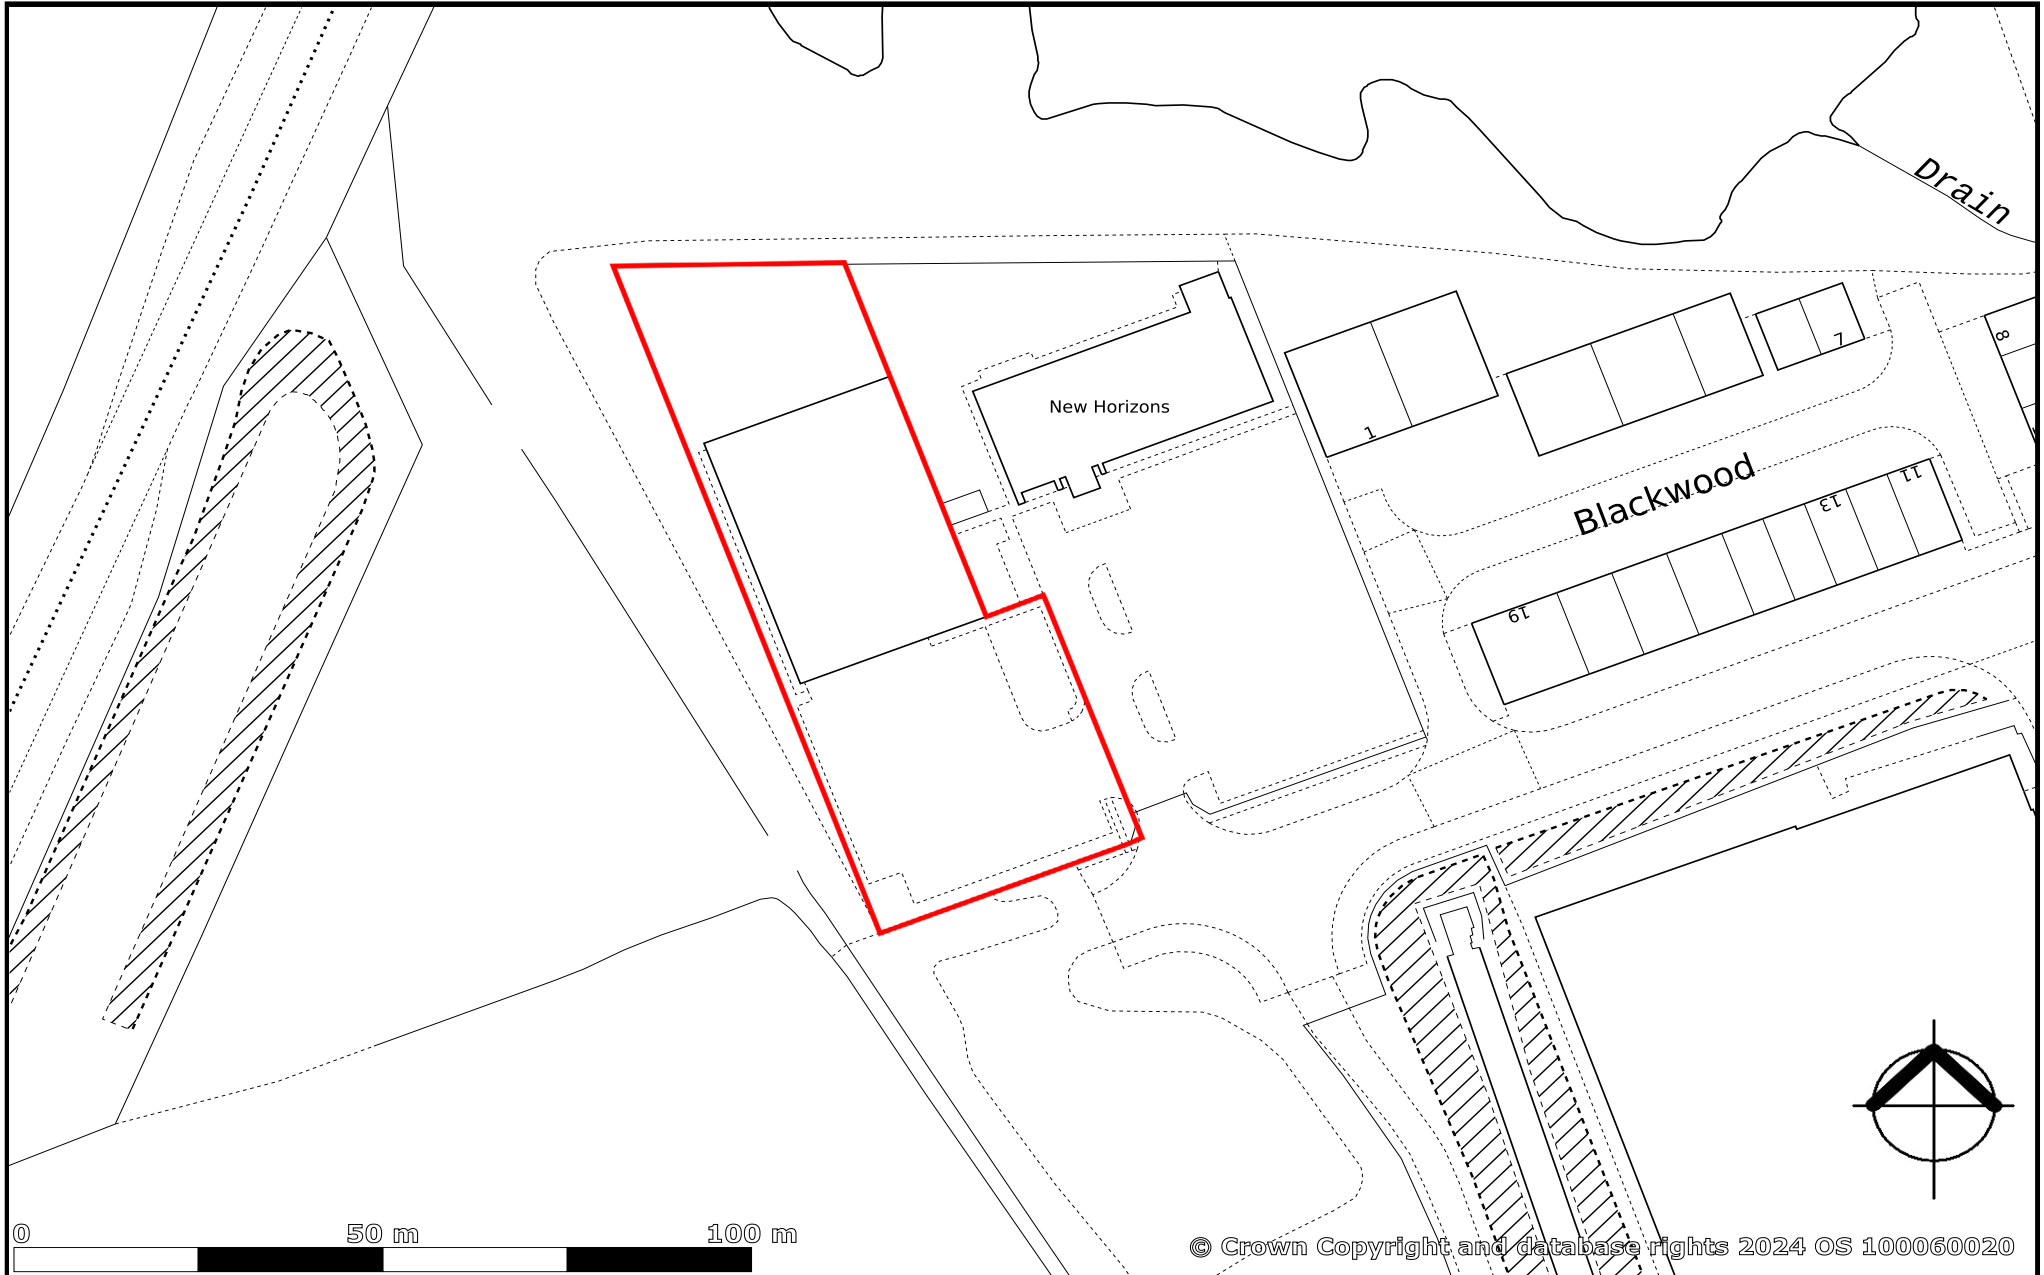 Drain
New Horizons
1
7
8
Blackwood
11
13
19
0 50 m 100 m
© Crown Copyright and database rights 2024 OS 100060020